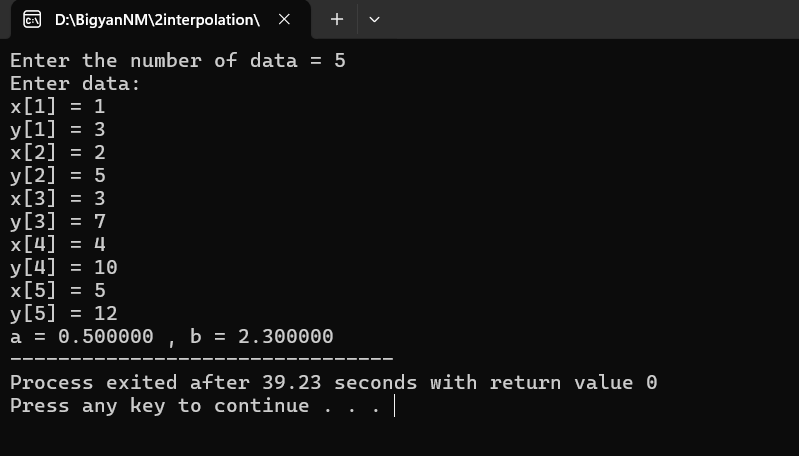 D:\BigyanNM\2interpolation\
Enter the number of data = 5
Enter data:
x[1] = 1
y[1] = 3
x[2] = 2
y[2] = 5
x[3] = 3
y[3] = 7
x[4] = 4
y[4] = 10
x[5] = 5
y[5] = 12
a = 0.500000 , b = 2.300000
--------------------------------
Process exited after 39.23 seconds with return value 0
Press any key to continue . . .